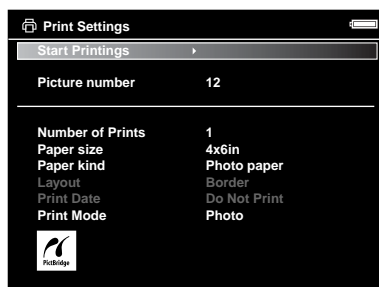 Print Settings
Start Printings
Picture number 12
Number of Prints 1
Paper size 4x6in
Paper kind Photo paper
Layout Border
Print Date Do Not Print
Print Mode Photo
PictBridge